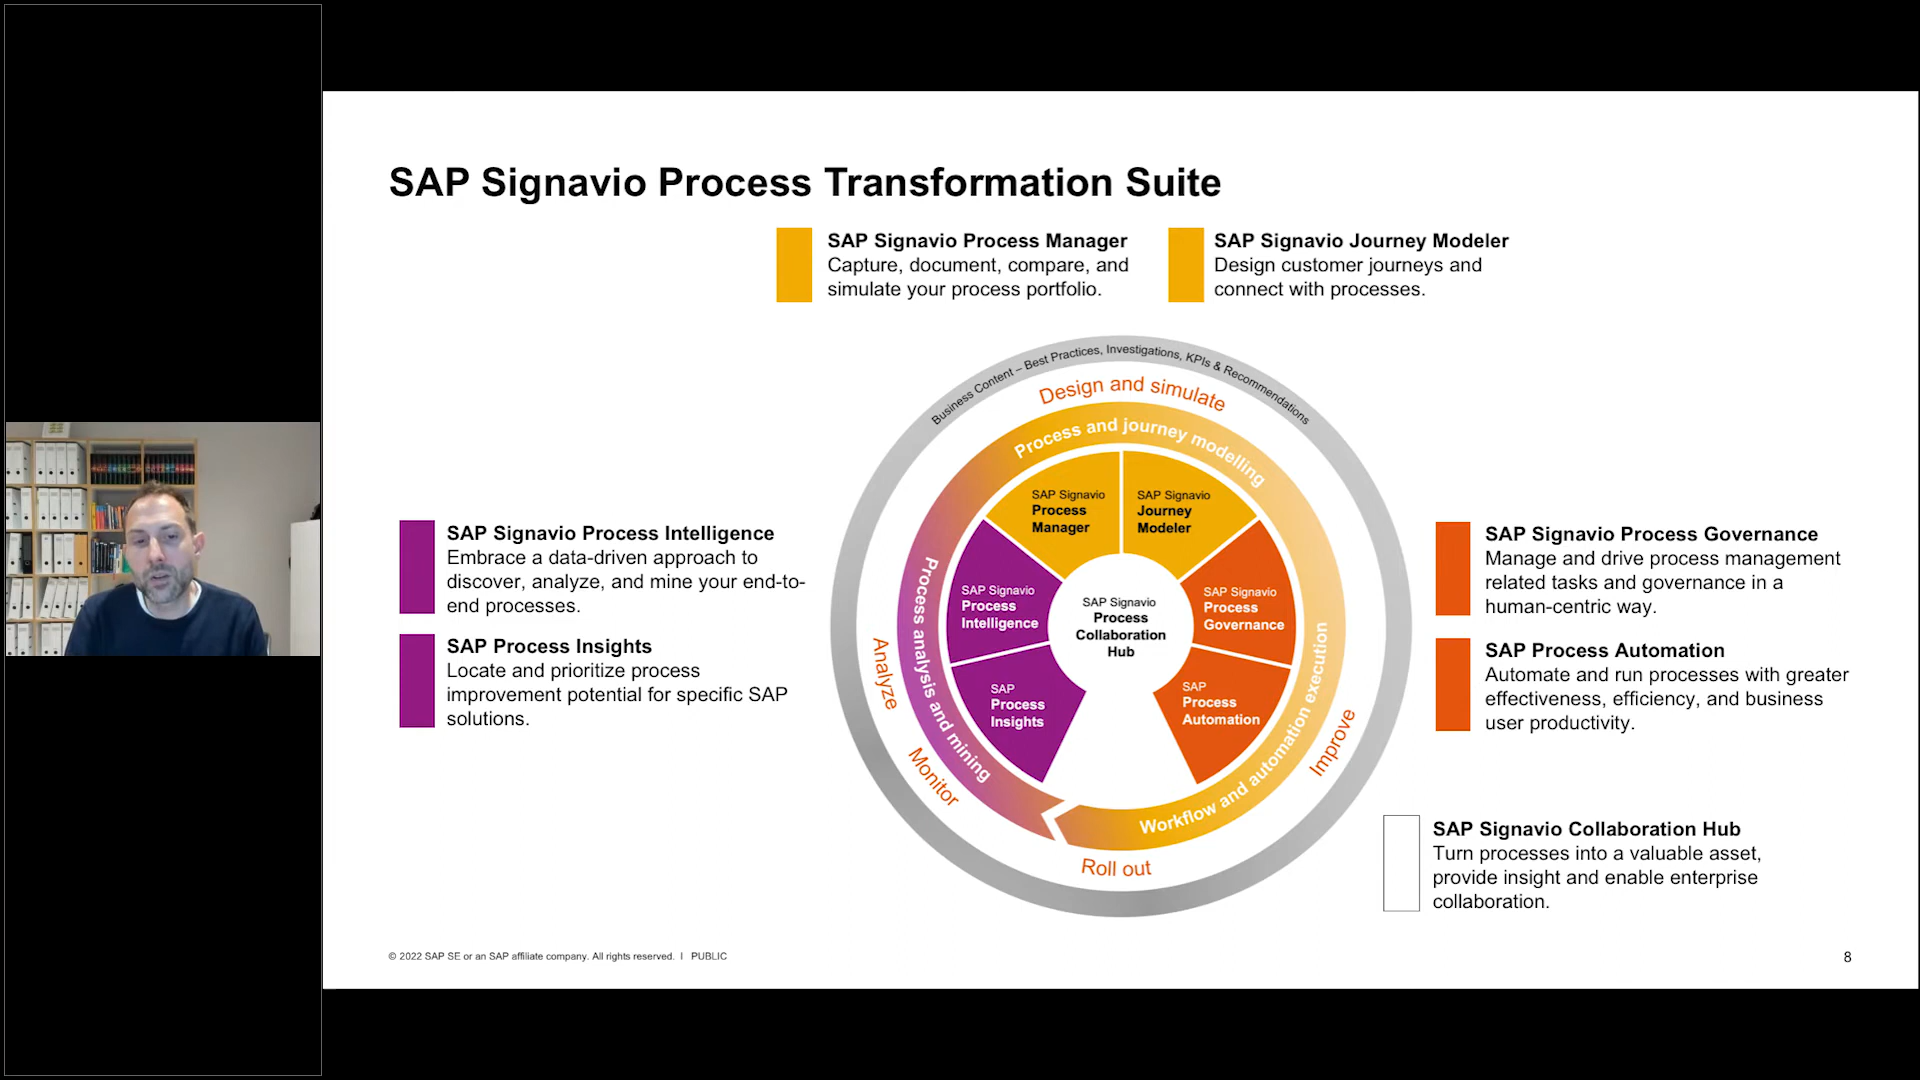 SAP Signavio Process Transformation Suite
SAP Signavio Process Manager
Capture, document, compare, and
simulate your process portfolio.
SAP Signavio Journey Modeler
Design customer journeys and
connect with processes.
Business Content – Best Practices, Investigations, KPIs & Recommendations
Design and simulate
Process and journey modelling
SAP Signavio
Process
Manager
SAP Signavio
Journey
Modeler
SAP Signavio Process Intelligence
Embrace a data-driven approach to
discover, analyze, and mine your end-to-
end processes.
SAP Process Insights
Locate and prioritize process
improvement potential for specific SAP
solutions.
Analyze
Monitor
Process analysis and mining
SAP Signavio
Process
Intelligence
SAP
Process
Insights
SAP Signavio
Process
Collaboration
Hub
SAP Signavio
Process
Governance
SAP
Process
Automation
Workflow and automation execution
Improve
Roll out
SAP Signavio Process Governance
Manage and drive process management
related tasks and governance in a
human-centric way.
SAP Process Automation
Automate and run processes with greater
effectiveness, efficiency, and business
user productivity.
SAP Signavio Collaboration Hub
Turn processes into a valuable asset,
provide insight and enable enterprise
collaboration.
© 2022 SAP SE or an SAP affiliate company. All rights reserved. I PUBLIC
8